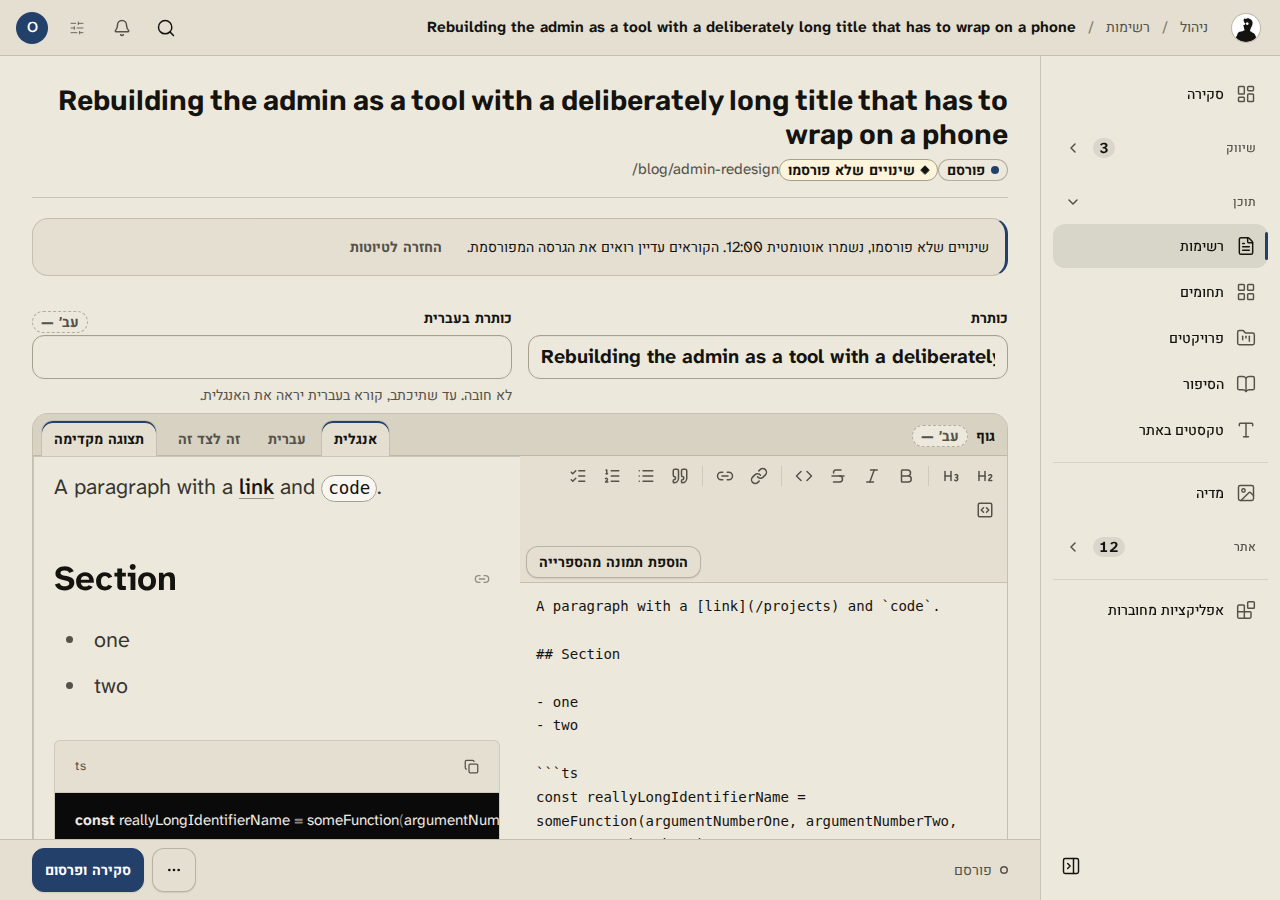 ניהול / רשימות / Rebuilding the admin as a tool with a deliberately long title that has to wrap on a phone
O
סקירה
שיווק 3
תוכן
רשימות
תחומים
פרויקטים
הסיפור
טקסטים באתר
מדיה
אתר 12
אפליקציות מחוברות
Rebuilding the admin as a tool with a deliberately long title that has to
wrap on a phone
פורסם
שינויים שלא פורסמו
/blog/admin-redesign
שינויים שלא פורסמו, נשמרו אוטומטית 12:00. הקוראים עדיין רואים את הגרסה המפורסמת.
החזרה לטיוטות
כותרת
Rebuilding the admin as a tool with a deliberately
כותרת בעברית
עב׳ —
לא חובה. עד שתיכתב, קורא בעברית יראה את האנגלית.
גוף
עב׳ —
אנגלית
עברית
זה לצד זה
תצוגה מקדימה
H2
H3
B
I
S
הוספת תמונה מהספרייה
A paragraph with a [link](/projects) and `code`.
## Section
- one
- two
```ts
const reallyLongIdentifierName =
someFunction(argumentNumberOne, argumentNumberTwo,
A paragraph with a link and code.
Section
one
two
ts
const reallyLongIdentifierName = someFunction(argumentNum
פורסם
סקירה ופרסום